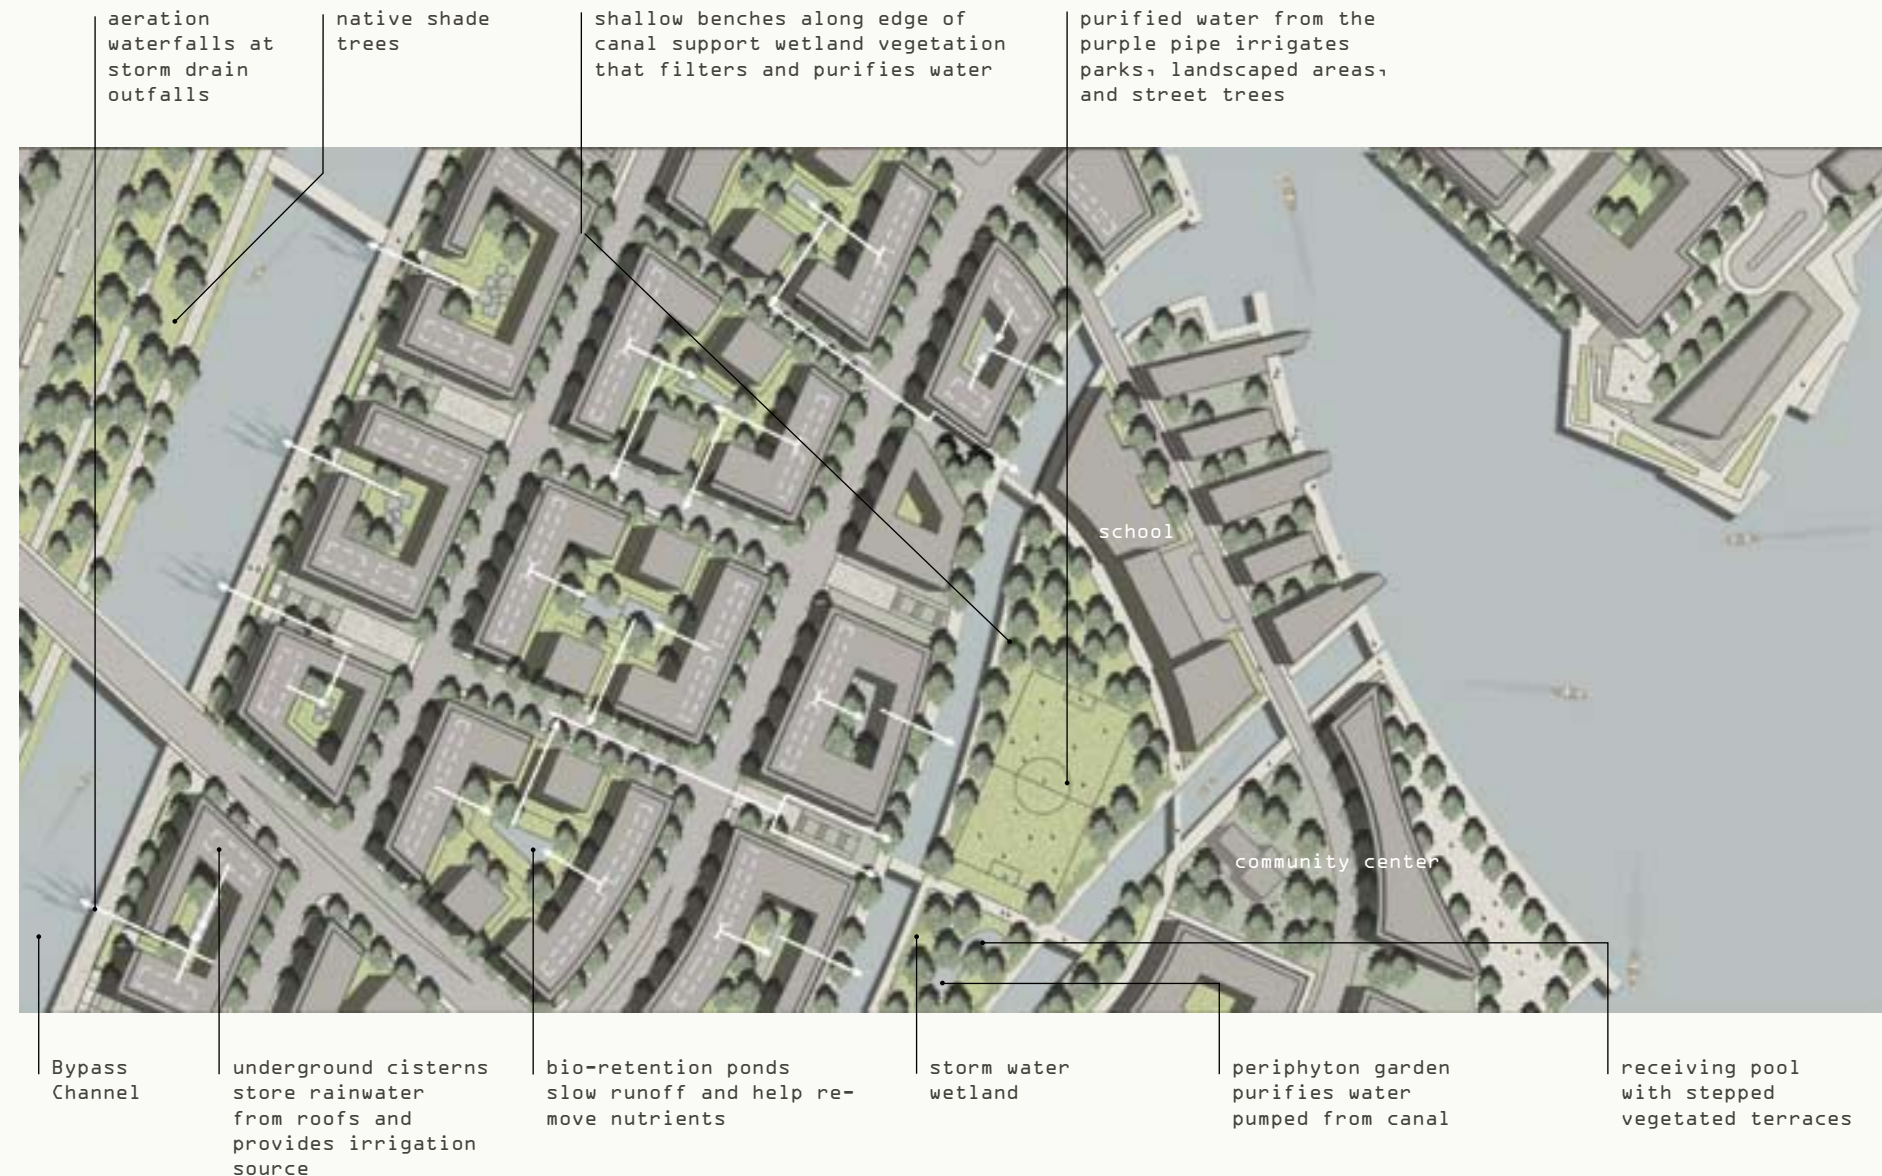 aeration
waterfalls at
storm drain
outfalls
native shade
trees
shallow benches along edge of
canal support wetland vegetation
that filters and purifies water
purified water from the
purple pipe irrigates
parks, landscaped areas,
and street trees
school
community center
Bypass
Channel
underground cisterns
store rainwater
from roofs and
provides irrigation
source
bio-retention ponds
slow runoff and help re-
move nutrients
storm water
wetland
periphyton garden
purifies water
pumped from canal
receiving pool
with stepped
vegetated terraces